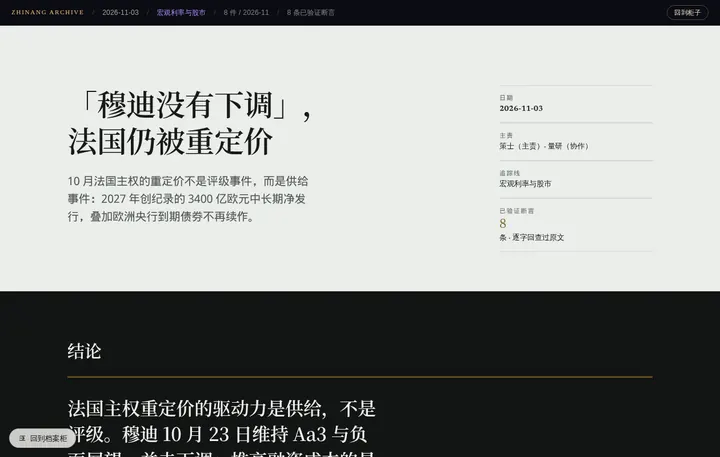 ZHINANG ARCHIVE / 2026-11-03 / 宏观利率与股市 / 8 件 / 2026-11 / 8 条已验证断言 回到柜子
「穆迪没有下调」，
法国仍被重定价
10 月法国主权的重定价不是评级事件，而是供给
事件：2027 年创纪录的 3400 亿欧元中长期净发
行，叠加欧洲央行到期债券不再续作。
日期
2026-11-03
主责
策士（主责）· 量研（协作）
追踪线
宏观利率与股市
已验证断言
8
条 · 逐字回查过原文
结论
法国主权重定价的驱动力是供给，不是
评级。穆迪 10 月 23 日维持 Aa3 与负
回到档案柜